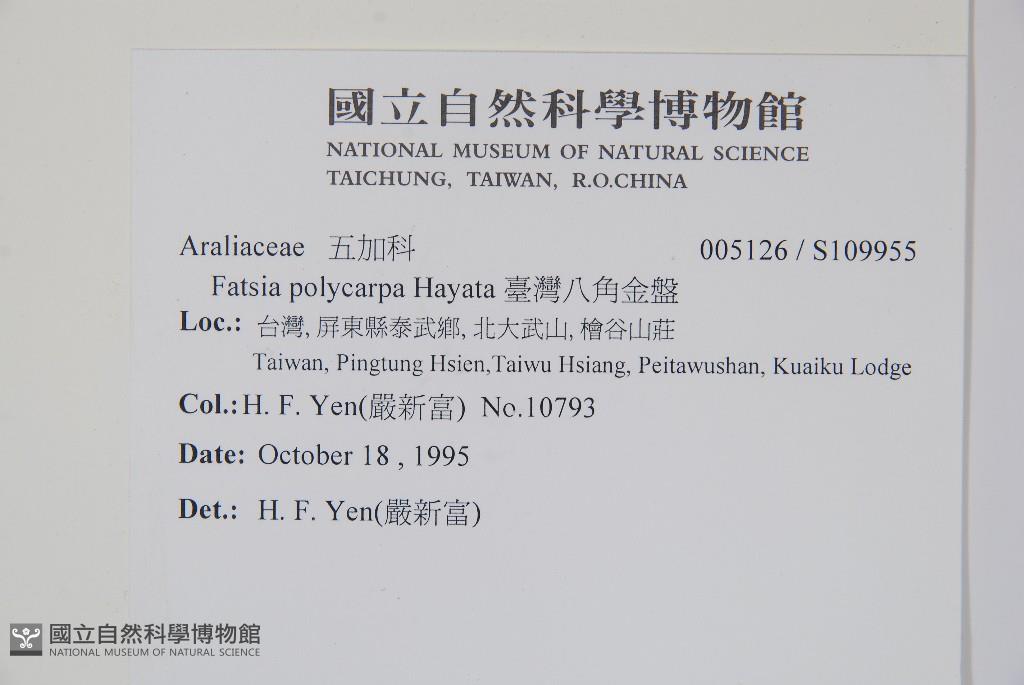 國立自然科學博物館
NATIONAL MUSEUM OF NATURAL SCIENCE
TAICHUNG, TAIWAN, R.O.CHINA
Araliaceae 五加科 005126 / S109955
Fatsia polycarpa Hayata 臺灣八角金盤
Loc.: 台灣, 屏東縣泰武鄉, 北大武山, 檜谷山莊
Taiwan, Pingtung Hsien,Taiwu Hsiang, Peitawushan, Kuaiku Lodge
Col.: H. F. Yen(嚴新富) No.10793
Date: October 18 , 1995
Det.: H. F. Yen(嚴新富)
國立自然科學博物館
NATIONAL MUSEUM OF NATURAL SCIENCE